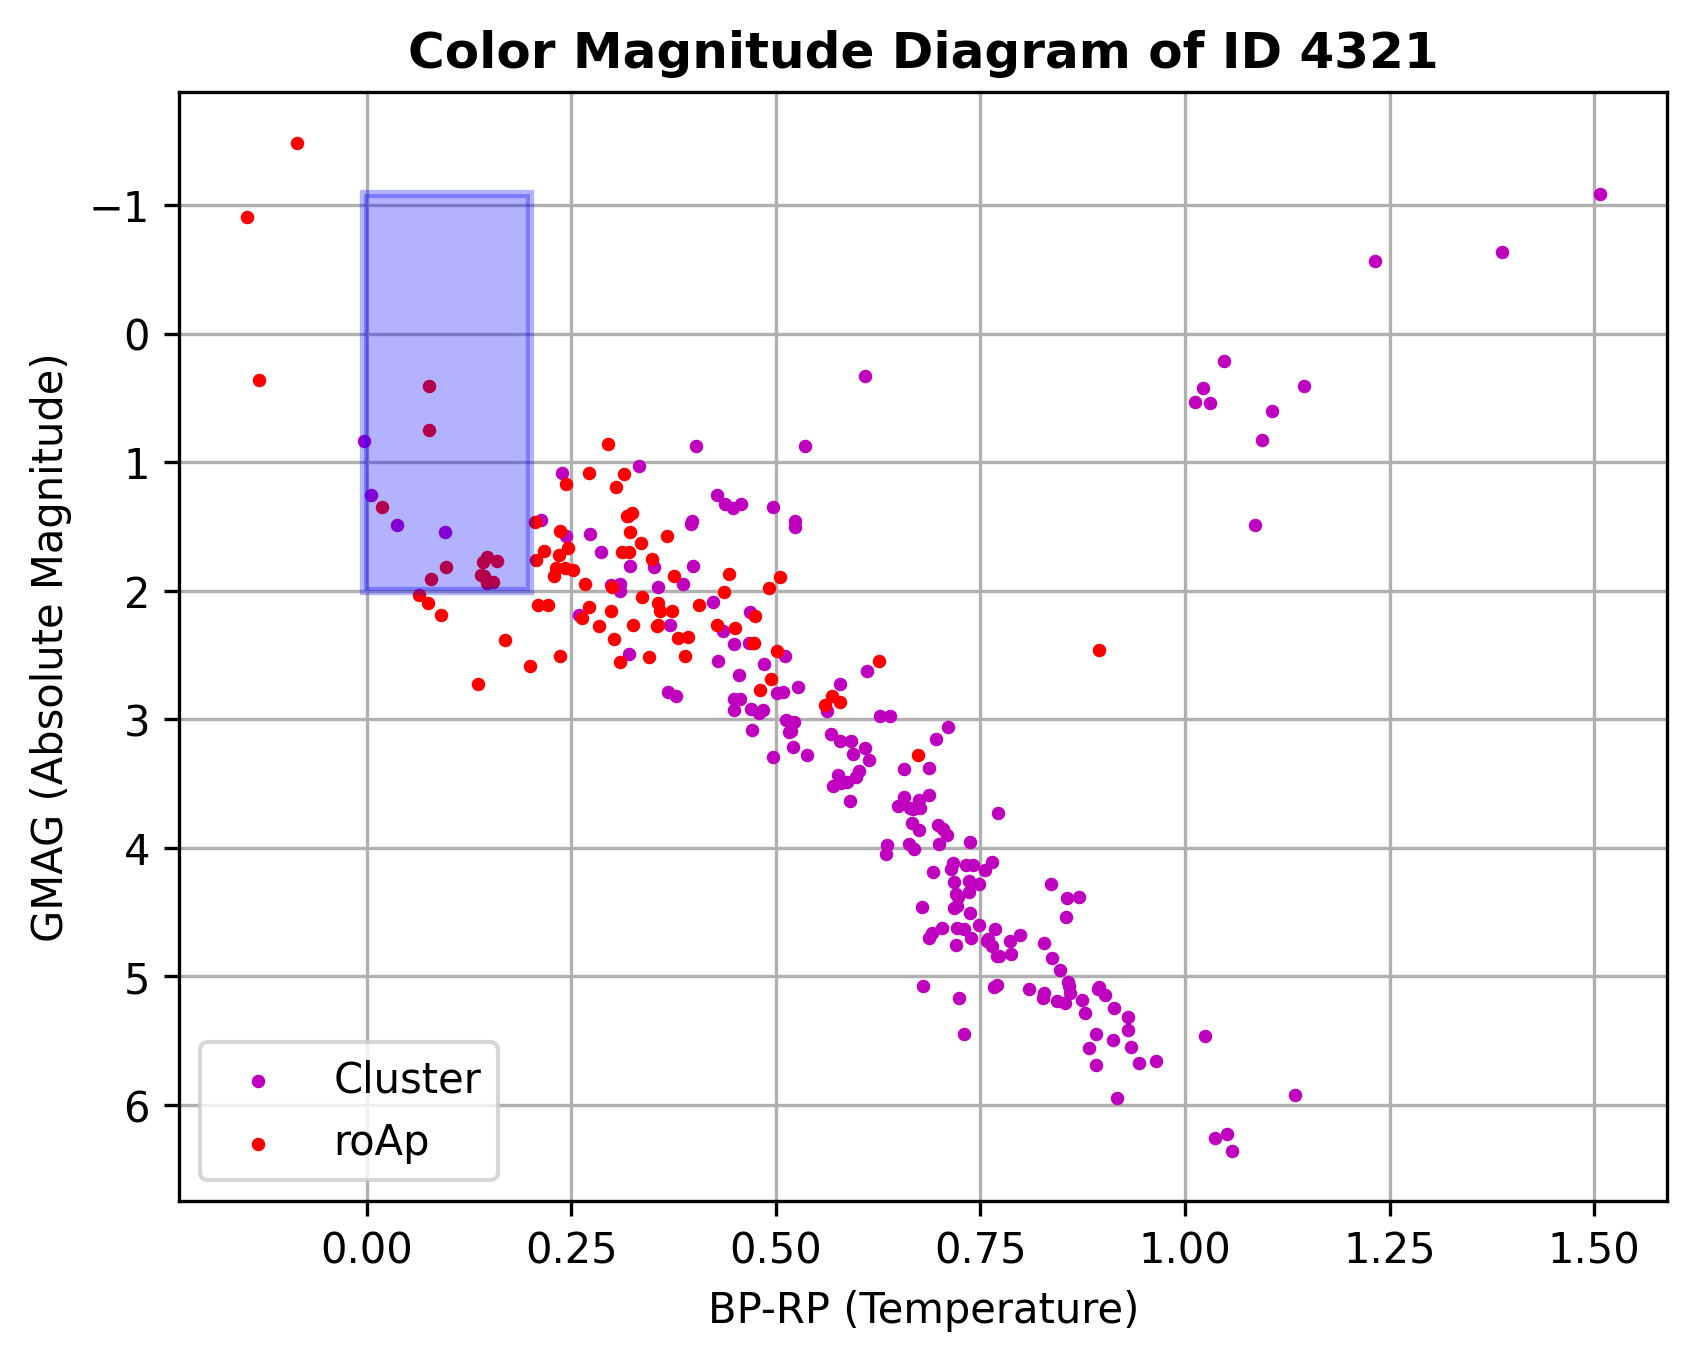 Color Magnitude Diagram of ID 4321
GMAG (Absolute Magnitude)
−1
0
1
2
3
4
5
6
Cluster
roAp
0.00 0.25 0.50 0.75 1.00 1.25 1.50
BP-RP (Temperature)